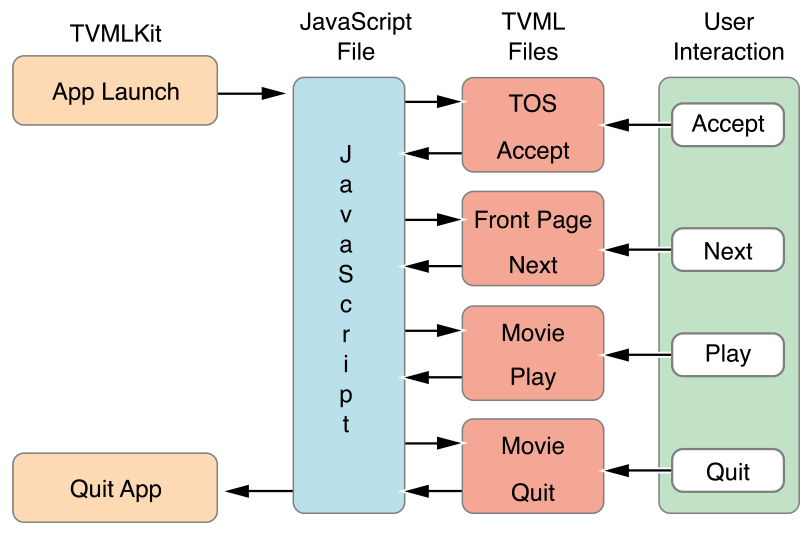 TVMLKit
JavaScript
File
TVML
Files
User
Interaction
App Launch
JavaScript
TOS
Accept
Accept
Front Page
Next
Next
Movie
Play
Play
Movie
Quit
Quit
Quit App